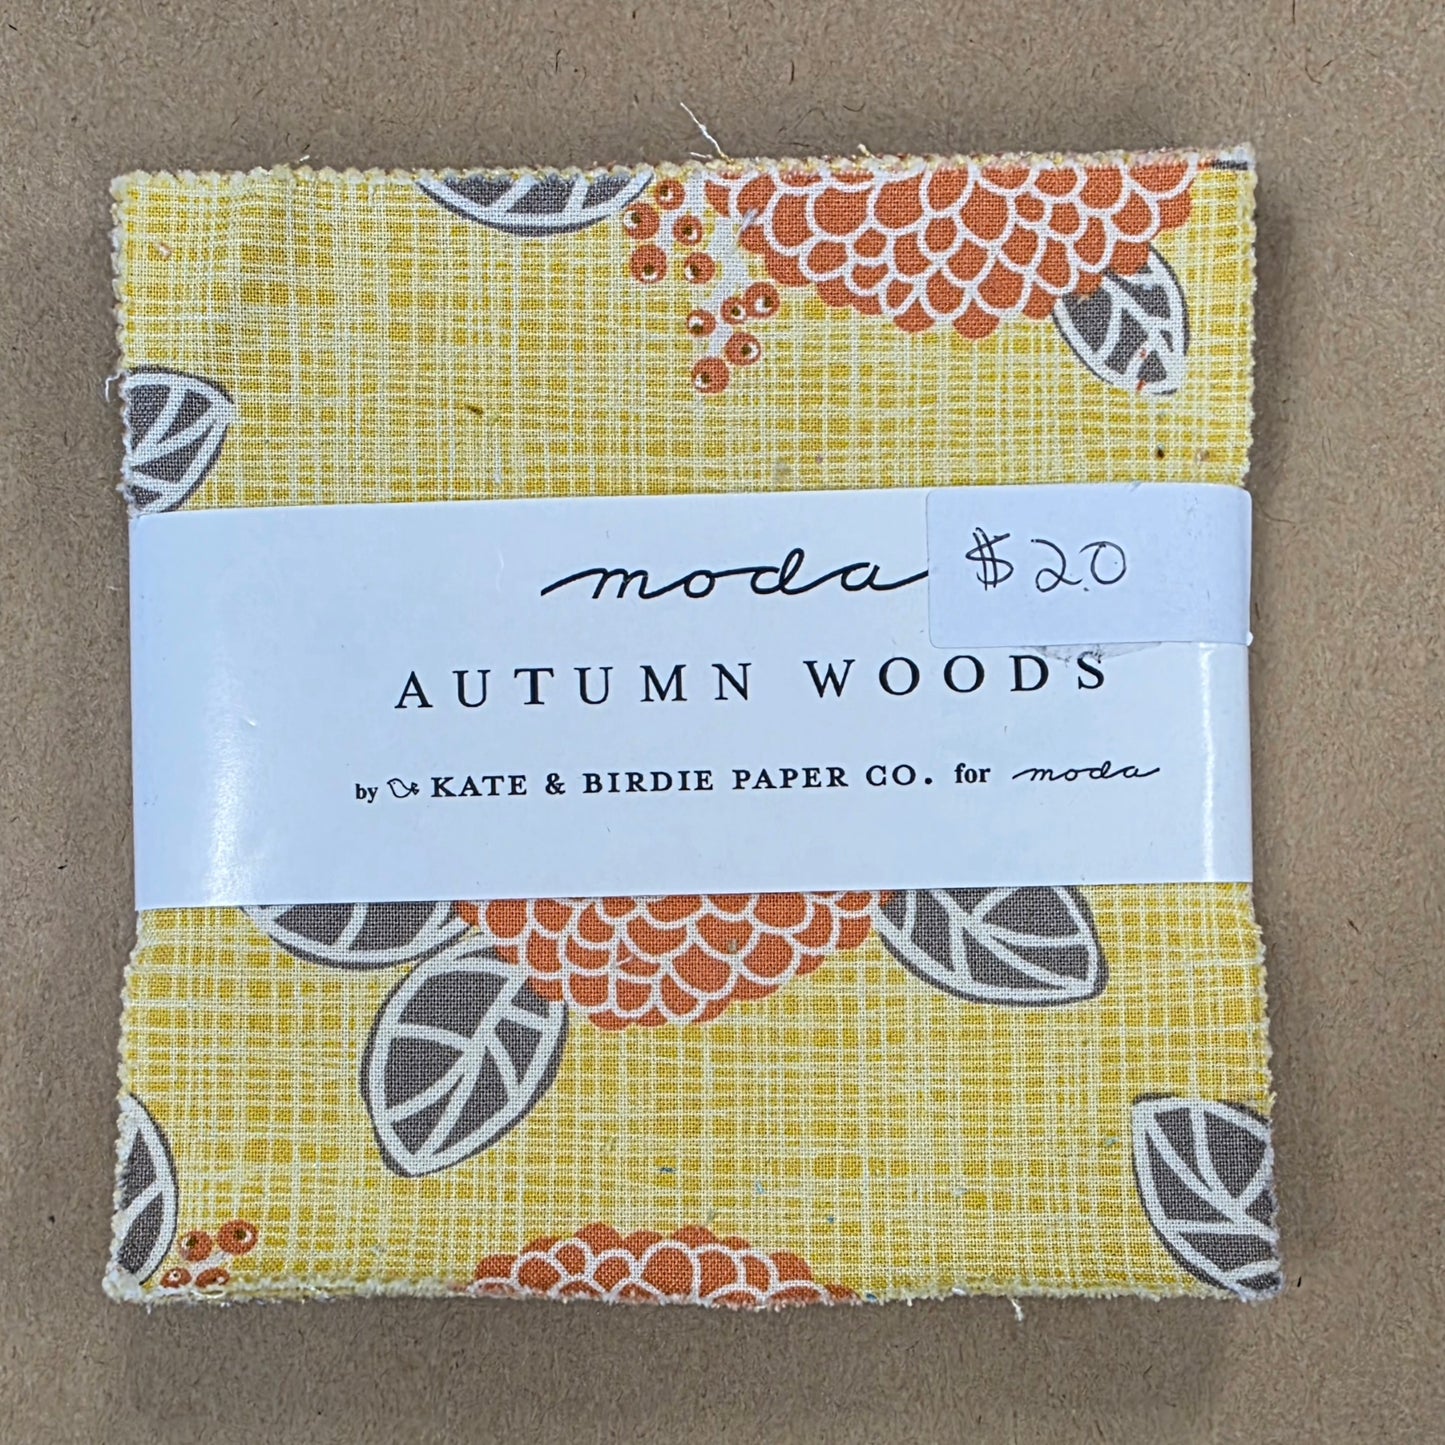 moda
$20
AUTUMN WOODS
by KATE & BIRDIE PAPER CO. for moda